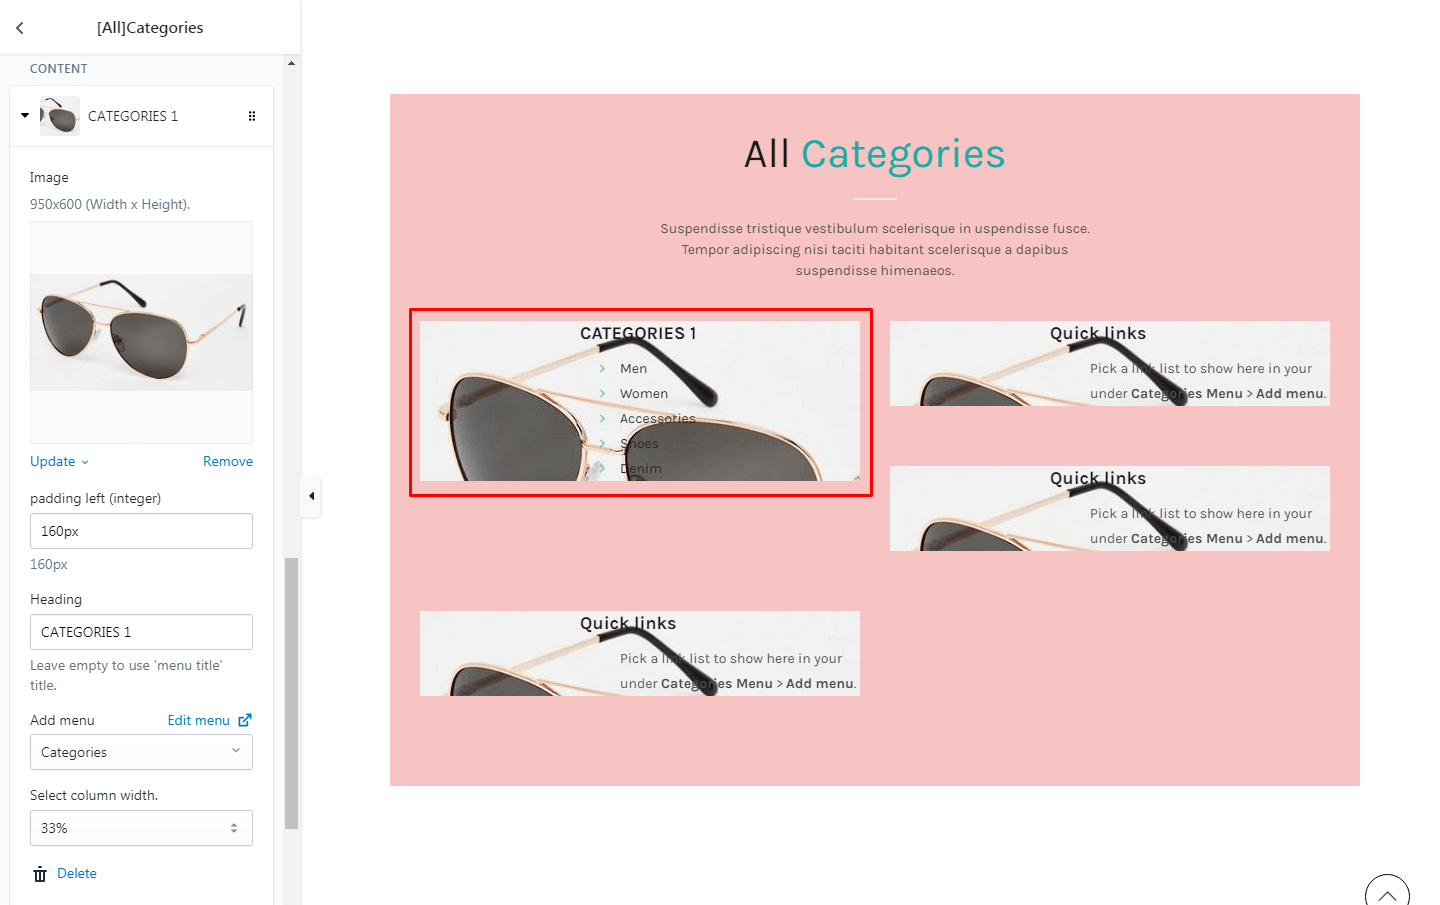 [All]Categories
CONTENT
CATEGORIES 1
Image
950x600 (Width x Height).
Update
Remove
padding left (integer)
160px
160px
Heading
CATEGORIES 1
Leave empty to use 'menu title'
title.
Add menu
Edit menu
Categories
Select column width.
33%
Delete
All Categories
Suspendisse tristique vestibulum scelerisque in uspendisse fusce.
Tempor adipiscing nisi taciti habitant scelerisque a dapibus
suspendisse himenaeos.
CATEGORIES 1
Men
Women
Accessories
Shoes
Denim
Quick links
Pick a link list to show here in your
under Categories Menu > Add menu.
Quick links
Pick a link list to show here in your
under Categories Menu > Add menu.
Quick links
Pick a link list to show here in your
under Categories Menu > Add menu.